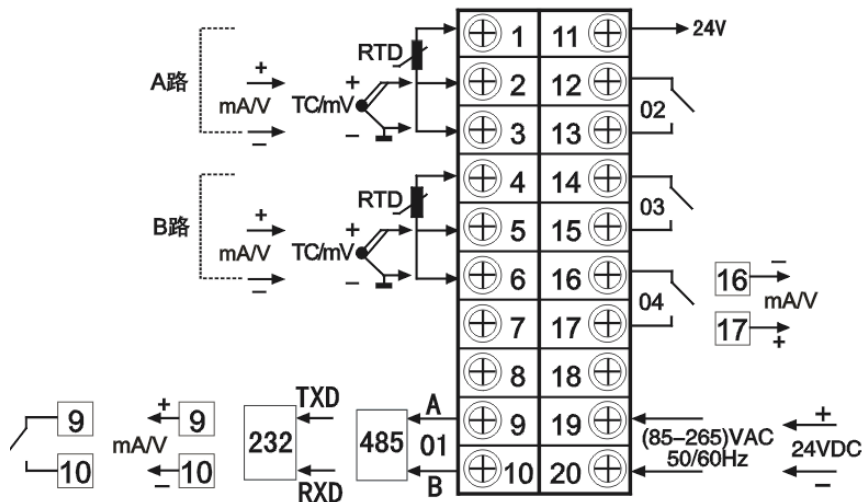 1 11 24V
RTD
A路
+
mA/V
−
+
TC/mV
−
2 12
02
3 13
4 14
RTD
B路
+
mA/V
−
+
TC/mV
−
03
5 15
6 16
04
7 17
16 −
mA/V
17 +
8 18
9
10
+
mA/V
−
9
10
TXD
232
RXD
485
A
01
B
9 19
10 20
(85-265)VAC
50/60Hz
+
24VDC
−